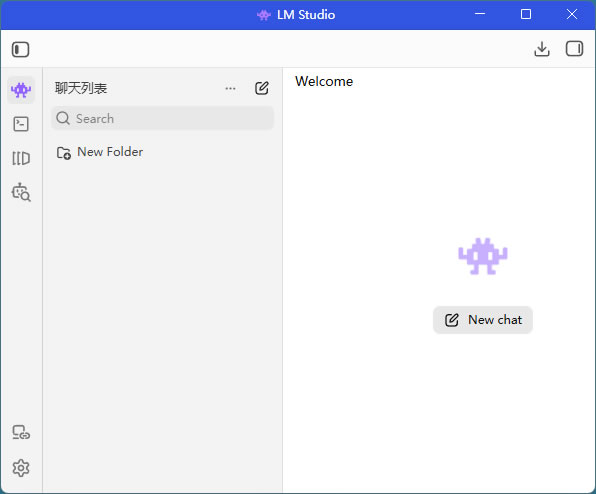 LM Studio
聊天列表
Search
New Folder
Welcome
New chat